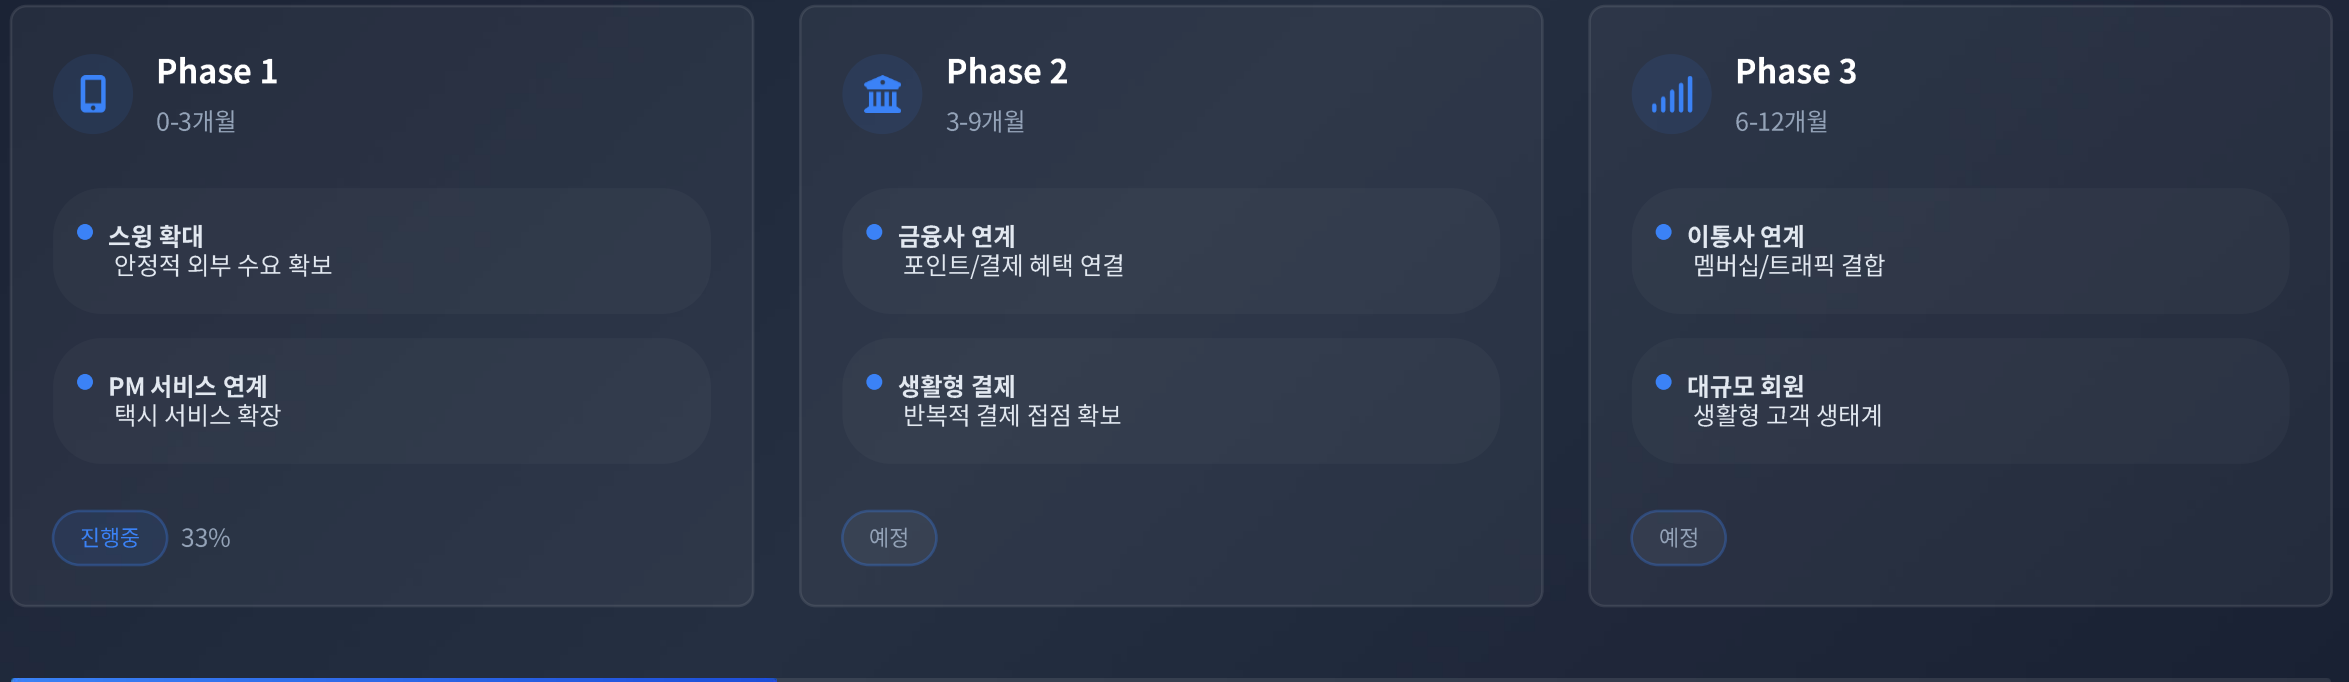 Phase 1
0-3개월
스윙 확대
안정적 외부 수요 확보
PM 서비스 연계
택시 서비스 확장
진행중 33%
Phase 2
3-9개월
금융사 연계
포인트/결제 혜택 연결
생활형 결제
반복적 결제 접점 확보
예정
Phase 3
6-12개월
이통사 연계
멤버십/트래픽 결합
대규모 회원
생활형 고객 생태계
예정